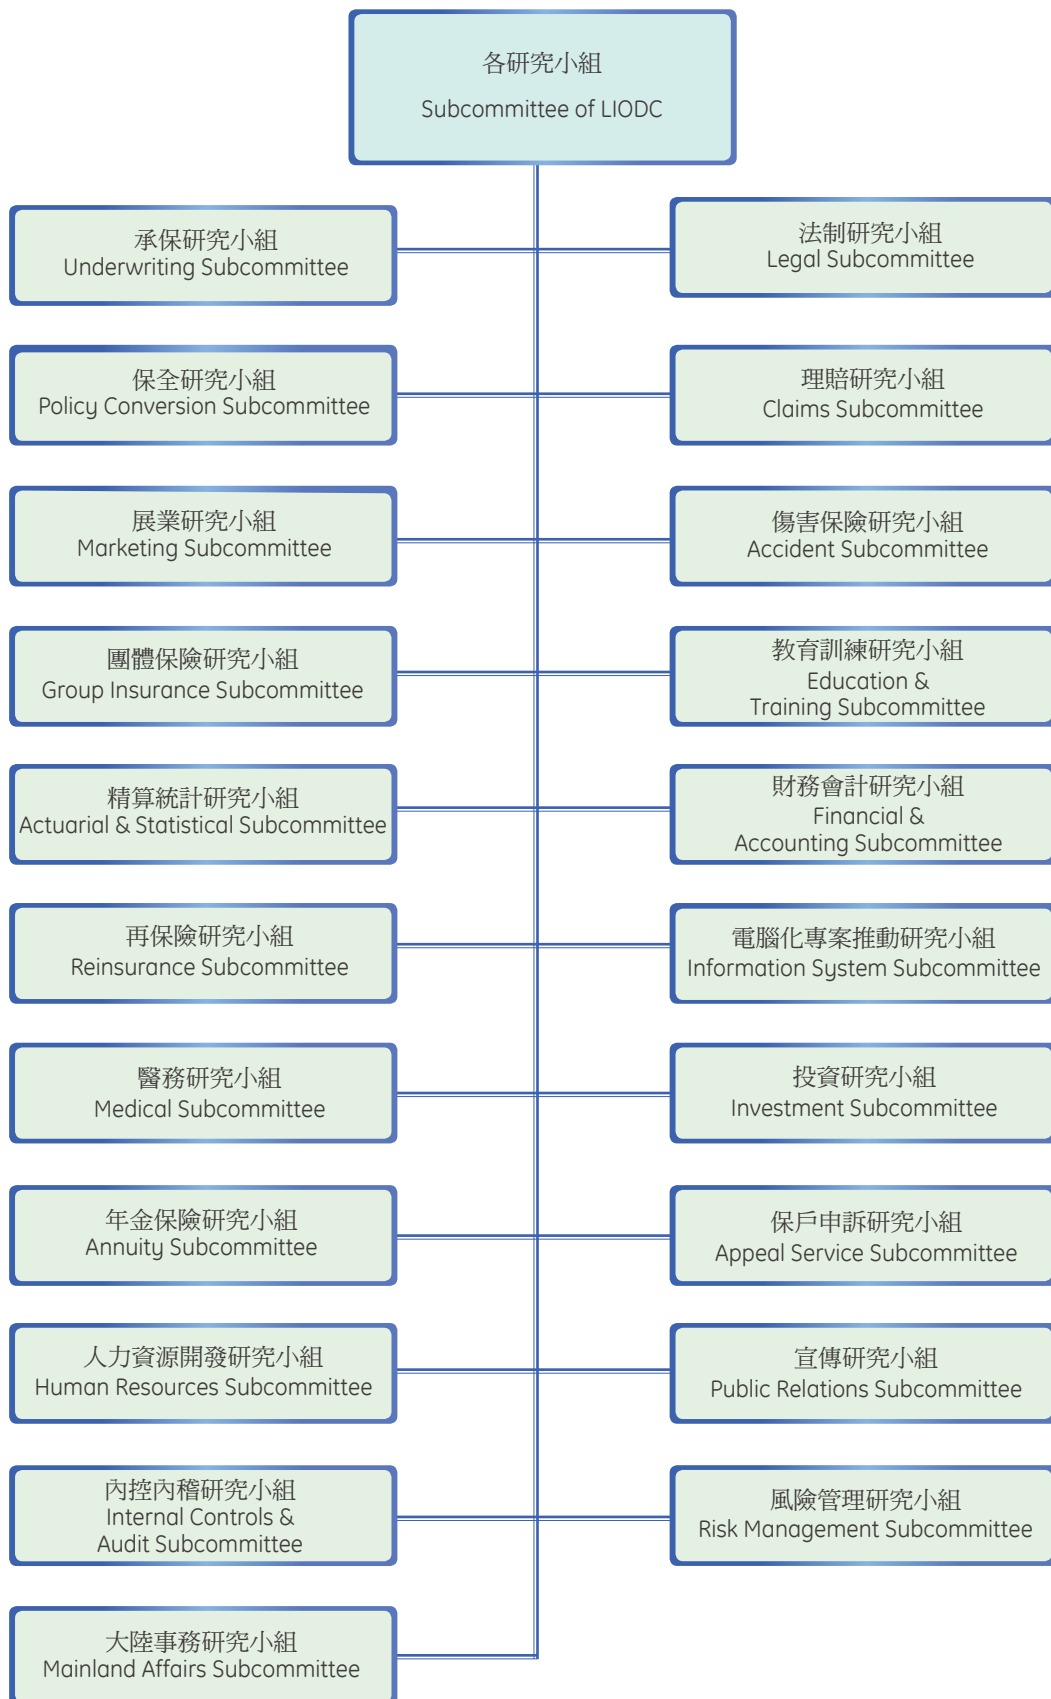 各研究小組
Subcommittee of LIODC
承保研究小組
Underwriting Subcommittee
法制研究小組
Legal Subcommittee
保全研究小組
Policy Conversion Subcommittee
理賠研究小組
Claims Subcommittee
展業研究小組
Marketing Subcommittee
傷害保險研究小組
Accident Subcommittee
團體保險研究小組
Group Insurance Subcommittee
教育訓練研究小組
Education &
Training Subcommittee
精算統計研究小組
Actuarial & Statistical Subcommittee
財務會計研究小組
Financial &
Accounting Subcommittee
再保險研究小組
Reinsurance Subcommittee
電腦化專案推動研究小組
Information System Subcommittee
醫務研究小組
Medical Subcommittee
投資研究小組
Investment Subcommittee
年金保險研究小組
Annuity Subcommittee
保戶申訴研究小組
Appeal Service Subcommittee
人力資源開發研究小組
Human Resources Subcommittee
宣傳研究小組
Public Relations Subcommittee
內控內稽研究小組
Internal Controls &
Audit Subcommittee
風險管理研究小組
Risk Management Subcommittee
大陸事務研究小組
Mainland Affairs Subcommittee